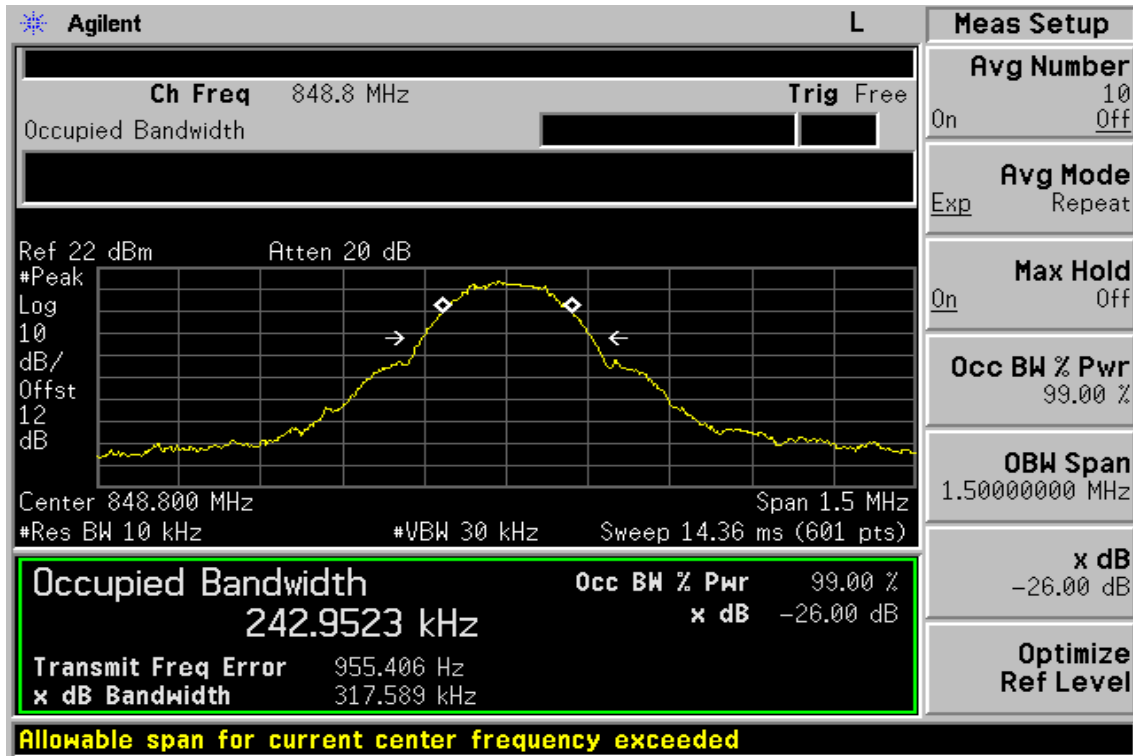 Agilent L
Ch Freq 848.8 MHz Trig Free
Occupied Bandwidth
Ref 22 dBm Atten 20 dB
#Peak
Log
10
dB/
Offst
12
dB
Center 848.800 MHz Span 1.5 MHz
#Res BW 10 kHz #VBW 30 kHz Sweep 14.36 ms (601 pts)
Occupied Bandwidth Occ BW % Pwr 99.00 %
242.9523 kHz x dB -26.00 dB
Transmit Freq Error 955.406 Hz
x dB Bandwidth 317.589 kHz
Allowable span for current center frequency exceeded
Meas Setup
Avg Number
10
On Off
Avg Mode
Exp Repeat
Max Hold
On Off
Occ BW % Pwr
99.00 %
OBW Span
1.50000000 MHz
x dB
-26.00 dB
Optimize
Ref Level